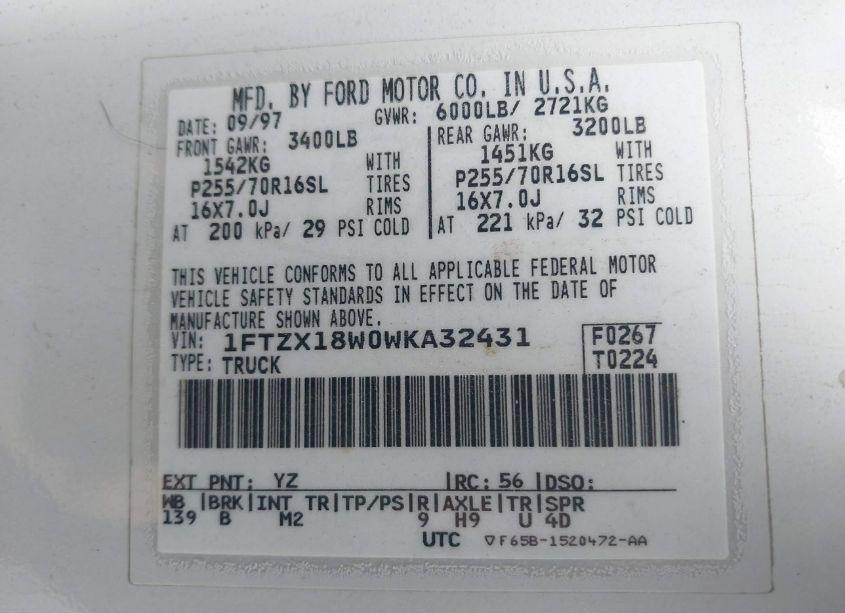 MFD. BY FORD MOTOR CO. IN U.S.A.
DATE: 09/97 GVWR: 6000LB/ 2721KG
FRONT GAWR: 3400LB REAR GAWR: 3200LB
1542KG WITH 1451KG WITH
P255/70R16SL TIRES P255/70R16SL TIRES
16X7.0J RIMS 16X7.0J RIMS
AT 200 kPa/ 29 PSI COLD AT 221 kPa/ 32 PSI COLD
THIS VEHICLE CONFORMS TO ALL APPLICABLE FEDERAL MOTOR
VEHICLE SAFETY STANDARDS IN EFFECT ON THE DATE OF
MANUFACTURE SHOWN ABOVE.
VIN: 1FTZX18W0WKA32431 F0267
TYPE: TRUCK T0224
EXT PNT: YZ RC: 56 DSO:
WB BRK INT TR TP/PS R AXLE TR SPR
139 B M2 9 H9 U 4D
UTC ▽F65B-1520472-AA